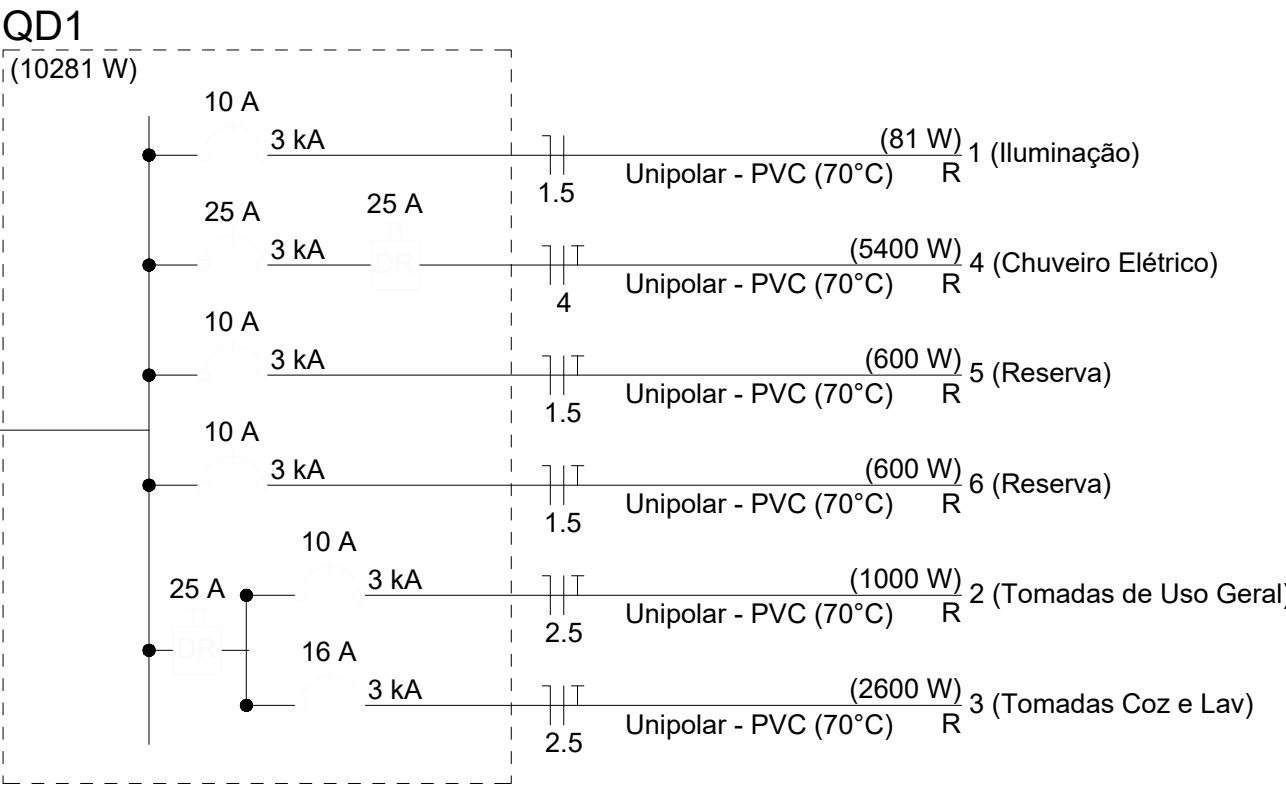 QD1
(10281 W)
10 A
3 kA
1.5
(81 W)
Unipolar - PVC (70°C)
R
1 (Iluminação)
25 A
3 kA
25 A
DR
4
(5400 W)
Unipolar - PVC (70°C)
R
4 (Chuveiro Elétrico)
10 A
3 kA
1.5
(600 W)
Unipolar - PVC (70°C)
R
5 (Reserva)
10 A
3 kA
1.5
(600 W)
Unipolar - PVC (70°C)
R
6 (Reserva)
25 A
DR
10 A
3 kA
2.5
(1000 W)
Unipolar - PVC (70°C)
R
2 (Tomadas de Uso Geral)
16 A
3 kA
2.5
(2600 W)
Unipolar - PVC (70°C)
R
3 (Tomadas Coz e Lav)